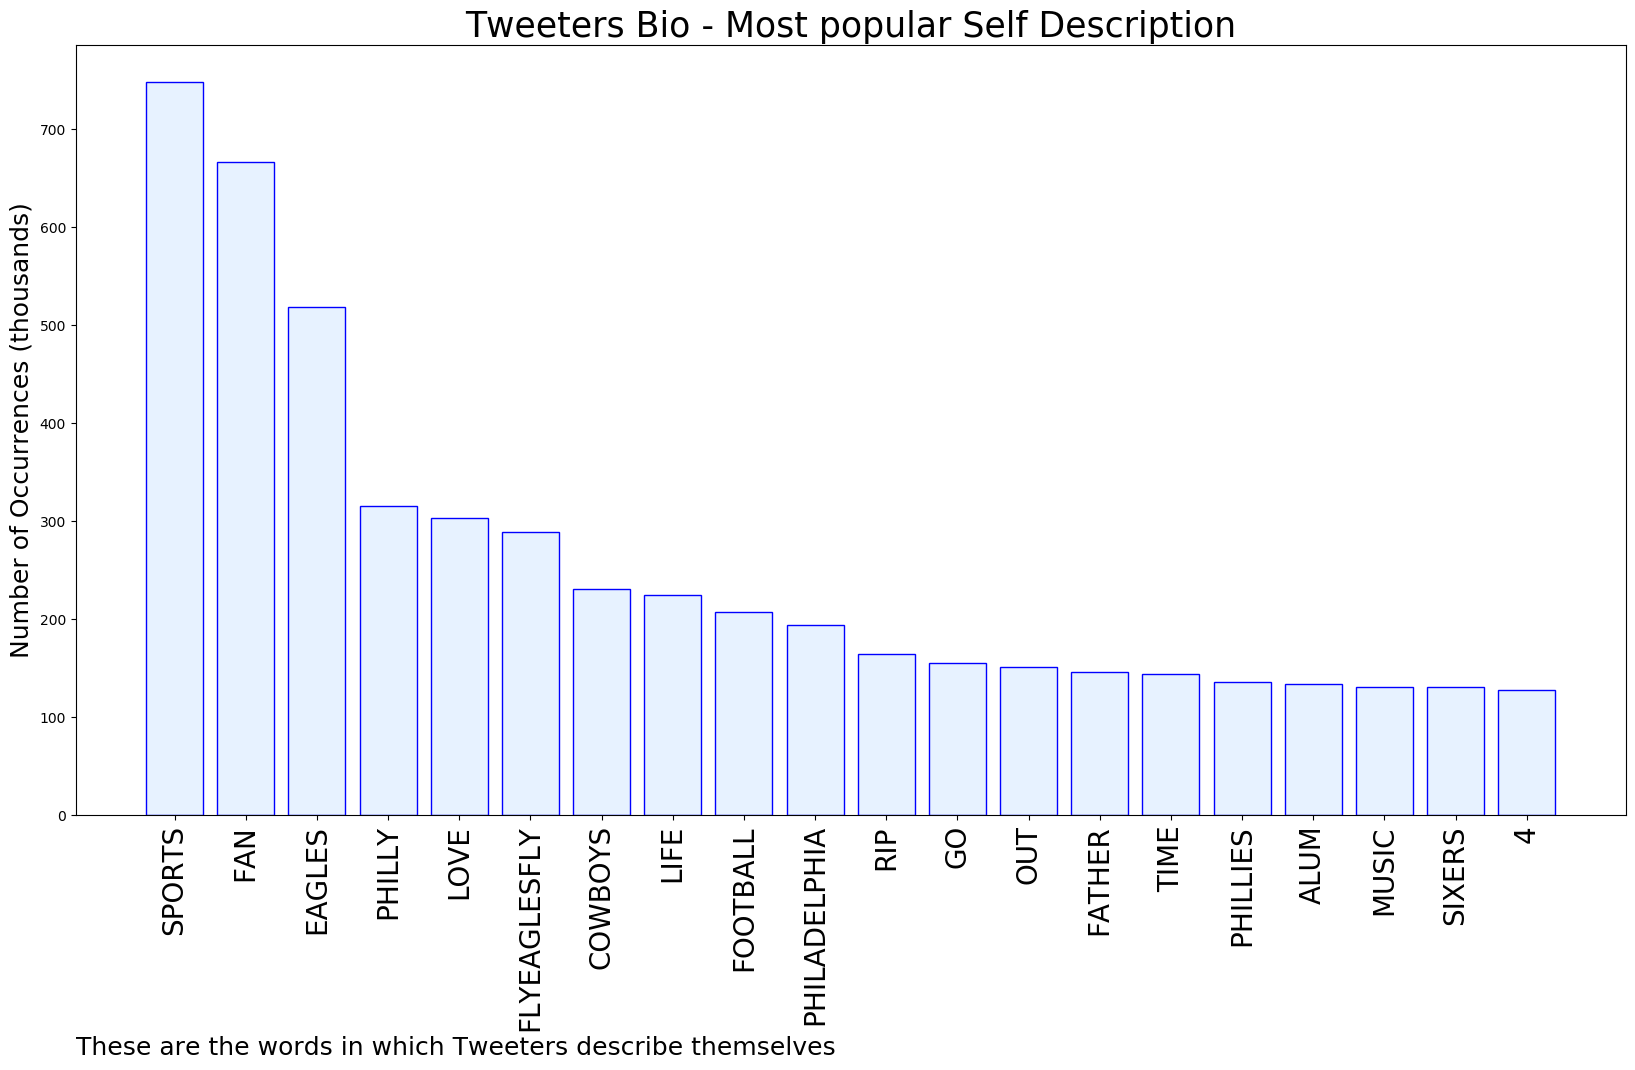 Tweeters Bio - Most popular Self Description
Number of Occurrences (thousands)
700
600
500
400
300
200
100
0
SPORTS
FAN
EAGLES
PHILLY
LOVE
FLYEAGLESFLY
COWBOYS
LIFE
FOOTBALL
PHILADELPHIA
RIP
GO
OUT
FATHER
TIME
PHILLIES
ALUM
MUSIC
SIXERS
4
These are the words in which Tweeters describe themselves